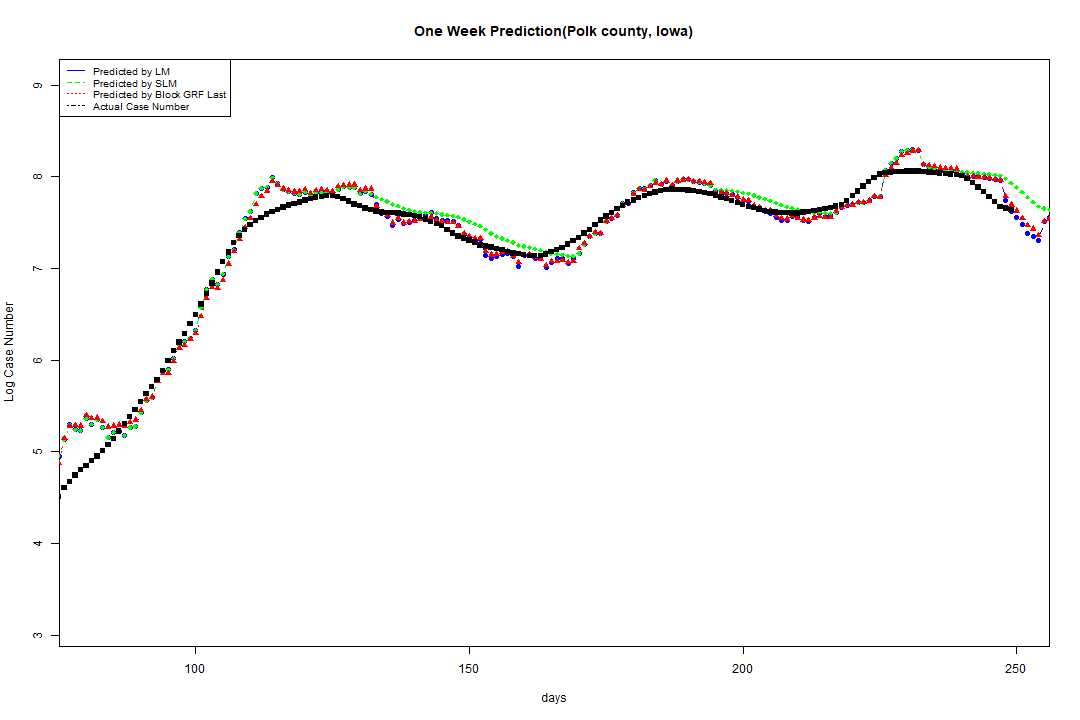 One Week Prediction(Polk county, Iowa)
Predicted by LM
Predicted by SLM
Predicted by Block GRF Last
Actual Case Number
9
8
7
6
5
4
3
Log Case Number
100 150 200 250
days